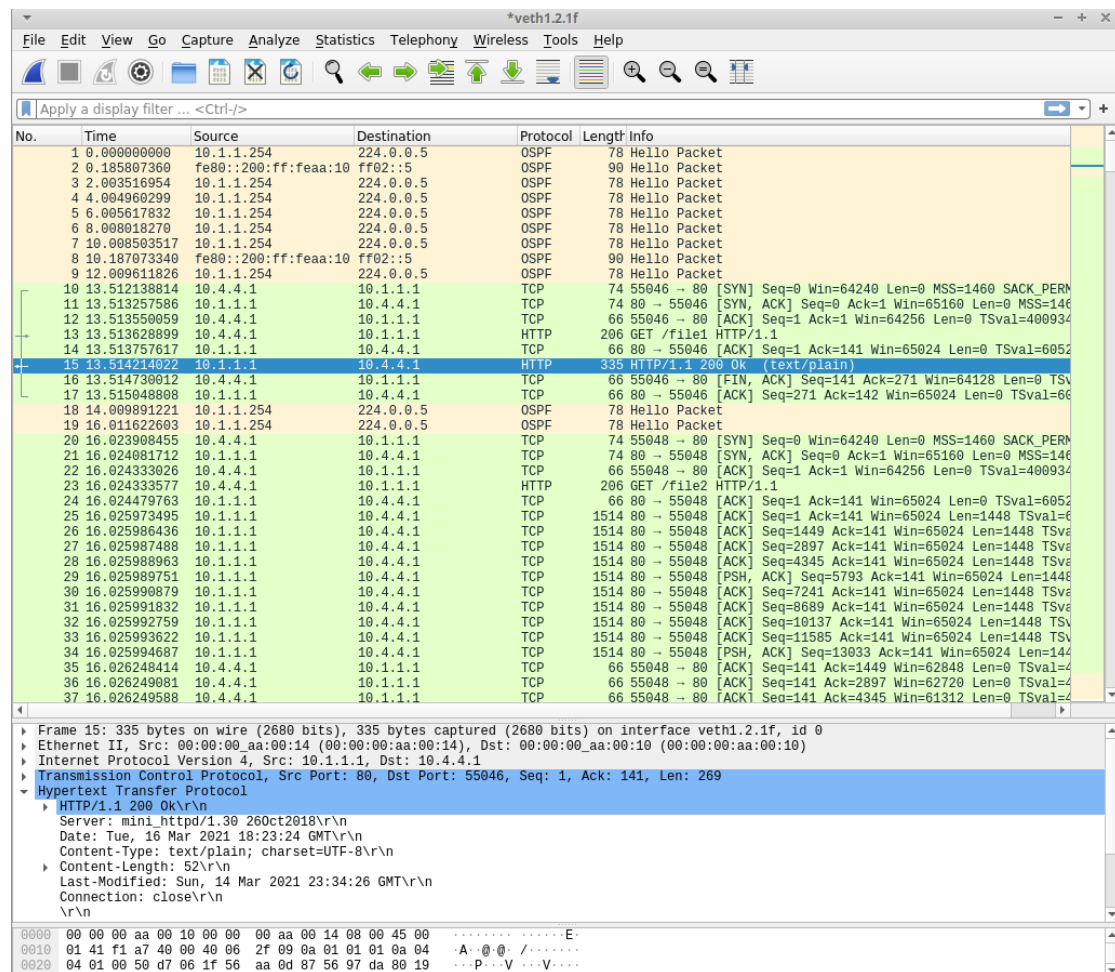 *veth1.2.1f
File Edit View Go Capture Analyze Statistics Telephony Wireless Tools Help
Apply a display filter ... <Ctrl-/>
No. Time Source Destination Protocol Length Info
1 0.000000000 10.1.1.254 224.0.0.5 OSPF 78 Hello Packet
2 0.185807360 fe80::200:ff:feaa:10 ff02::5 OSPF 90 Hello Packet
3 2.003516954 10.1.1.254 224.0.0.5 OSPF 78 Hello Packet
4 4.004960299 10.1.1.254 224.0.0.5 OSPF 78 Hello Packet
5 6.005617832 10.1.1.254 224.0.0.5 OSPF 78 Hello Packet
6 8.008018270 10.1.1.254 224.0.0.5 OSPF 78 Hello Packet
7 10.008503517 10.1.1.254 224.0.0.5 OSPF 78 Hello Packet
8 10.187073340 fe80::200:ff:feaa:10 ff02::5 OSPF 90 Hello Packet
9 12.009611826 10.1.1.254 224.0.0.5 OSPF 78 Hello Packet
10 13.512138814 10.4.4.1 10.1.1.1 TCP 74 55046 → 80 [SYN] Seq=0 Win=64240 Len=0 MSS=1460 SACK_PERM
11 13.513257586 10.1.1.1 10.4.4.1 TCP 74 80 → 55046 [SYN, ACK] Seq=0 Ack=1 Win=65160 Len=0 MSS=146
12 13.513550059 10.4.4.1 10.1.1.1 TCP 66 55046 → 80 [ACK] Seq=1 Ack=1 Win=64256 Len=0 TSval=400934
13 13.513628899 10.4.4.1 10.1.1.1 HTTP 206 GET /file1 HTTP/1.1
14 13.513757617 10.1.1.1 10.4.4.1 TCP 66 80 → 55046 [ACK] Seq=1 Ack=141 Win=65024 Len=0 TSval=6052
15 13.514214022 10.1.1.1 10.4.4.1 HTTP 335 HTTP/1.1 200 Ok (text/plain)
16 13.514730012 10.4.4.1 10.1.1.1 TCP 66 55046 → 80 [FIN, ACK] Seq=141 Ack=271 Win=64128 Len=0 TSv
17 13.515048808 10.1.1.1 10.4.4.1 TCP 66 80 → 55046 [ACK] Seq=271 Ack=142 Win=65024 Len=0 TSval=60
18 14.009891221 10.1.1.254 224.0.0.5 OSPF 78 Hello Packet
19 16.011622603 10.1.1.254 224.0.0.5 OSPF 78 Hello Packet
20 16.023908455 10.4.4.1 10.1.1.1 TCP 74 55048 → 80 [SYN] Seq=0 Win=64240 Len=0 MSS=1460 SACK_PERM
21 16.024081712 10.1.1.1 10.4.4.1 TCP 74 80 → 55048 [SYN, ACK] Seq=0 Ack=1 Win=65160 Len=0 MSS=146
22 16.024333026 10.4.4.1 10.1.1.1 TCP 66 55048 → 80 [ACK] Seq=1 Ack=1 Win=64256 Len=0 TSval=400934
23 16.024333577 10.4.4.1 10.1.1.1 HTTP 206 GET /file2 HTTP/1.1
24 16.024479763 10.1.1.1 10.4.4.1 TCP 66 80 → 55048 [ACK] Seq=1 Ack=141 Win=65024 Len=0 TSval=6052
25 16.025973495 10.1.1.1 10.4.4.1 TCP 1514 80 → 55048 [ACK] Seq=1 Ack=141 Win=65024 Len=1448 TSval=6
26 16.025986436 10.1.1.1 10.4.4.1 TCP 1514 80 → 55048 [ACK] Seq=1449 Ack=141 Win=65024 Len=1448 TSva
27 16.025987488 10.1.1.1 10.4.4.1 TCP 1514 80 → 55048 [ACK] Seq=2897 Ack=141 Win=65024 Len=1448 TSva
28 16.025988963 10.1.1.1 10.4.4.1 TCP 1514 80 → 55048 [ACK] Seq=4345 Ack=141 Win=65024 Len=1448 TSva
29 16.025989751 10.1.1.1 10.4.4.1 TCP 1514 80 → 55048 [PSH, ACK] Seq=5793 Ack=141 Win=65024 Len=1448
30 16.025990879 10.1.1.1 10.4.4.1 TCP 1514 80 → 55048 [ACK] Seq=7241 Ack=141 Win=65024 Len=1448 TSva
31 16.025991832 10.1.1.1 10.4.4.1 TCP 1514 80 → 55048 [ACK] Seq=8689 Ack=141 Win=65024 Len=1448 TSva
32 16.025992759 10.1.1.1 10.4.4.1 TCP 1514 80 → 55048 [ACK] Seq=10137 Ack=141 Win=65024 Len=1448 TSv
33 16.025993622 10.1.1.1 10.4.4.1 TCP 1514 80 → 55048 [ACK] Seq=11585 Ack=141 Win=65024 Len=1448 TSv
34 16.025994687 10.1.1.1 10.4.4.1 TCP 1514 80 → 55048 [PSH, ACK] Seq=13033 Ack=141 Win=65024 Len=144
35 16.026248414 10.4.4.1 10.1.1.1 TCP 66 55048 → 80 [ACK] Seq=141 Ack=1449 Win=62848 Len=0 TSval=4
36 16.026249081 10.4.4.1 10.1.1.1 TCP 66 55048 → 80 [ACK] Seq=141 Ack=2897 Win=62720 Len=0 TSval=4
37 16.026249588 10.4.4.1 10.1.1.1 TCP 66 55048 → 80 [ACK] Seq=141 Ack=4345 Win=61312 Len=0 TSval=4
Frame 15: 335 bytes on wire (2680 bits), 335 bytes captured (2680 bits) on interface veth1.2.1f, id 0
Ethernet II, Src: 00:00:00_aa:00:14 (00:00:00:aa:00:14), Dst: 00:00:00_aa:00:10 (00:00:00:aa:00:10)
Internet Protocol Version 4, Src: 10.1.1.1, Dst: 10.4.4.1
Transmission Control Protocol, Src Port: 80, Dst Port: 55046, Seq: 1, Ack: 141, Len: 269
Hypertext Transfer Protocol
HTTP/1.1 200 Ok\r\n
Server: mini_httpd/1.30 26Oct2018\r\n
Date: Tue, 16 Mar 2021 18:23:24 GMT\r\n
Content-Type: text/plain; charset=UTF-8\r\n
Content-Length: 52\r\n
Last-Modified: Sun, 14 Mar 2021 23:34:26 GMT\r\n
Connection: close\r\n
\r\n
0000 00 00 00 aa 00 10 00 00 00 aa 00 14 08 00 45 00 ········ ······E·
0010 01 41 f1 a7 40 00 40 06 2f 09 0a 01 01 01 0a 04 ·A··@·@· /·······
0020 04 01 00 50 d7 06 1f 56 aa 0d 87 56 97 da 80 19 ···P···V ···V····